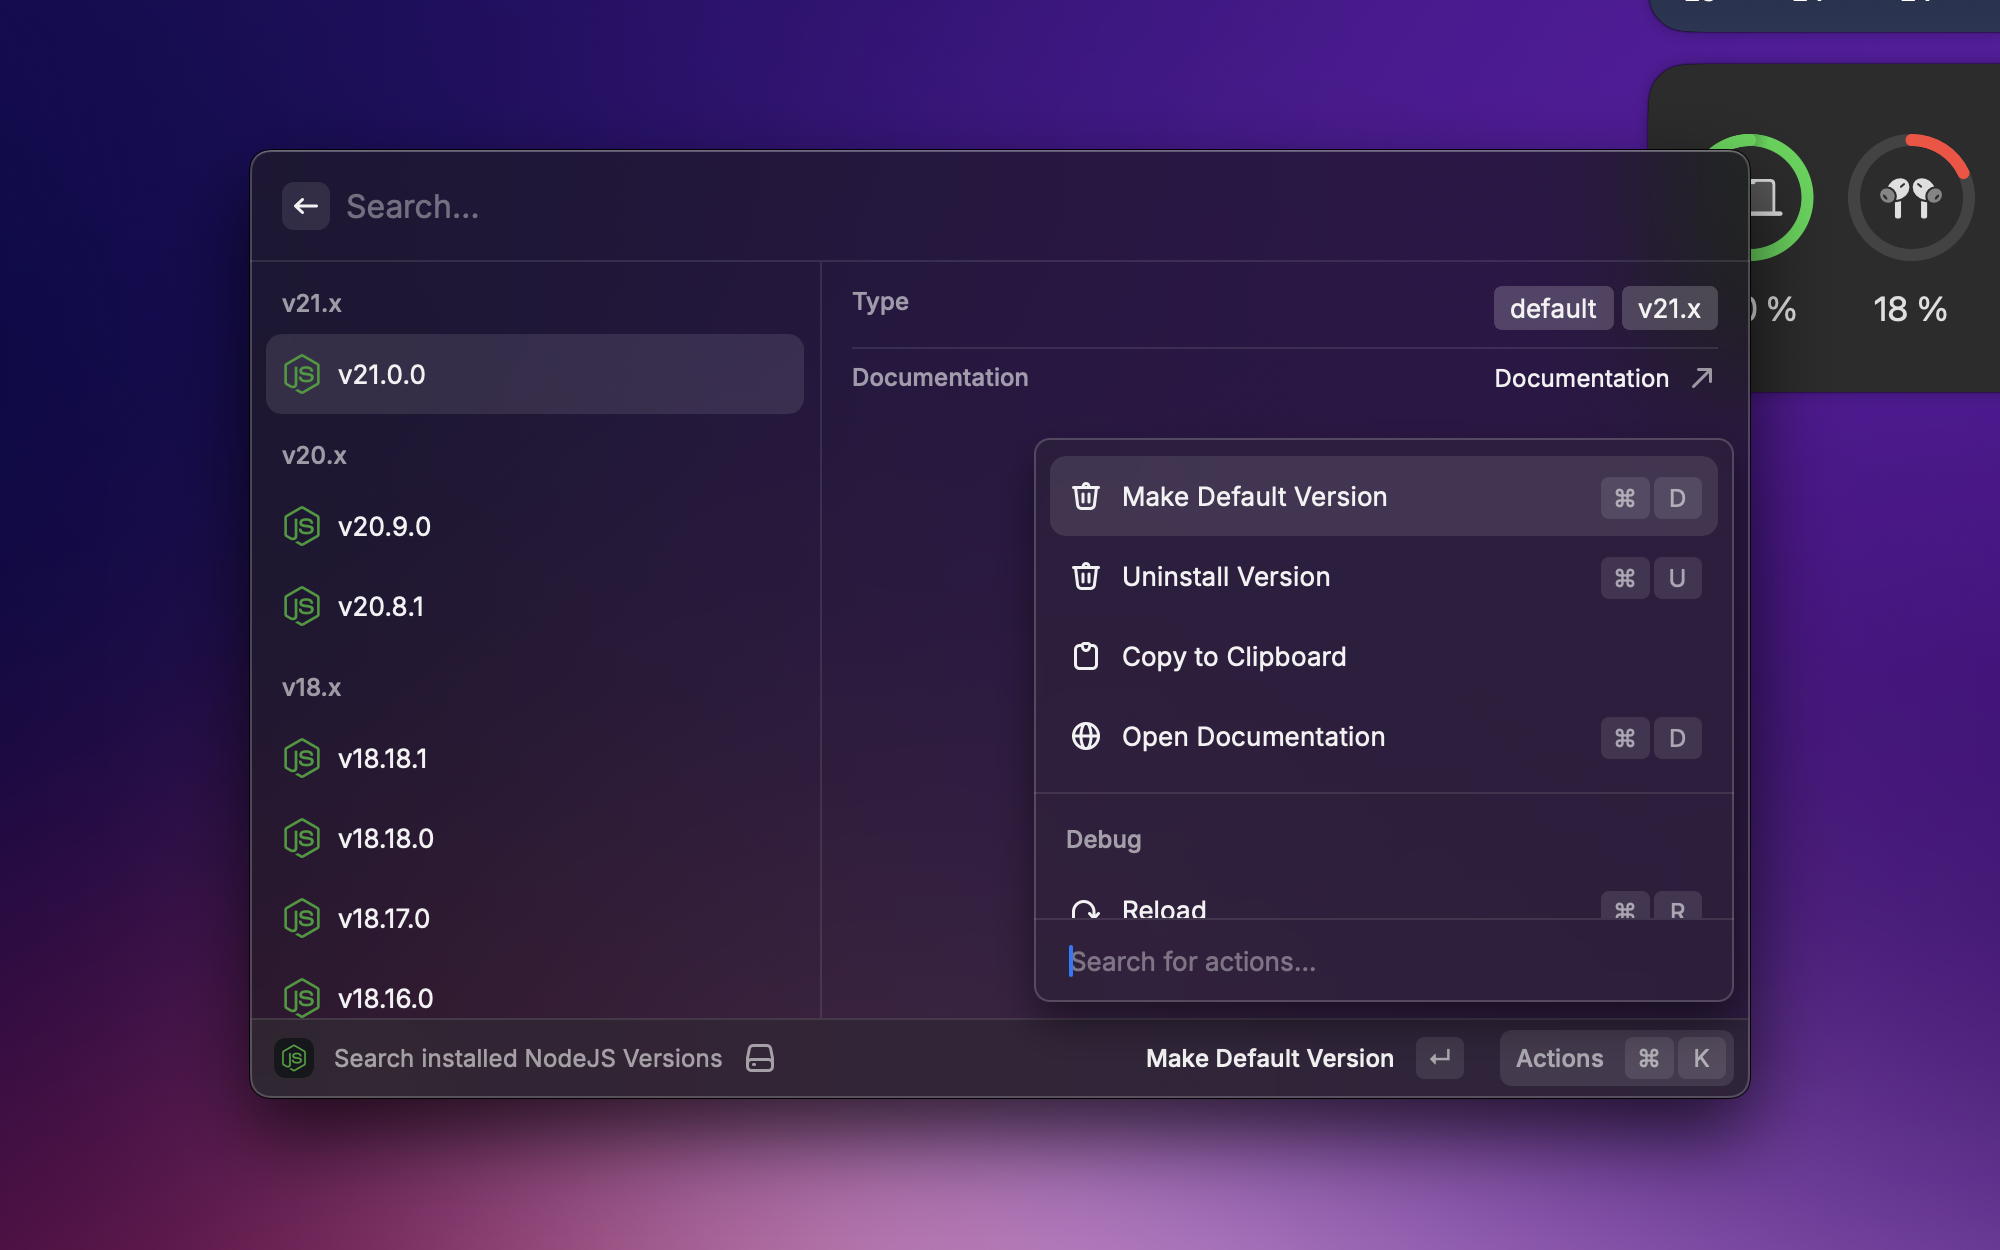 Search...
v21.x
v21.0.0
v20.x
v20.9.0
v20.8.1
v18.x
v18.18.1
v18.18.0
v18.17.0
v18.16.0
Type
default v21.x
Documentation
Documentation
Make Default Version ⌘ D
Uninstall Version ⌘ U
Copy to Clipboard
Open Documentation ⌘ D
Debug
Reload ⌘ R
Search for actions...
Search installed NodeJS Versions
Make Default Version
Actions ⌘ K
%
18 %